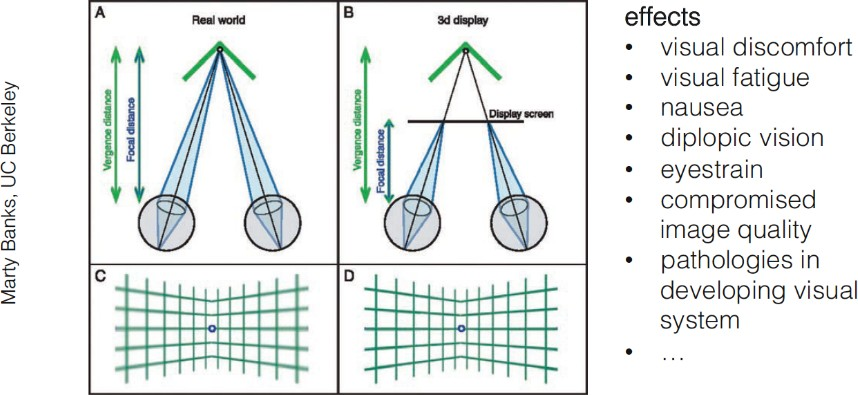 Marty Banks, UC Berkeley
A
Real world
Vergence distance
Focal distance
B
3d display
Vergence distance
Focal distance
Display screen
C
D
effects
• visual discomfort
• visual fatigue
• nausea
• diplopic vision
• eyestrain
• compromised
image quality
• pathologies in
developing visual
system
• …